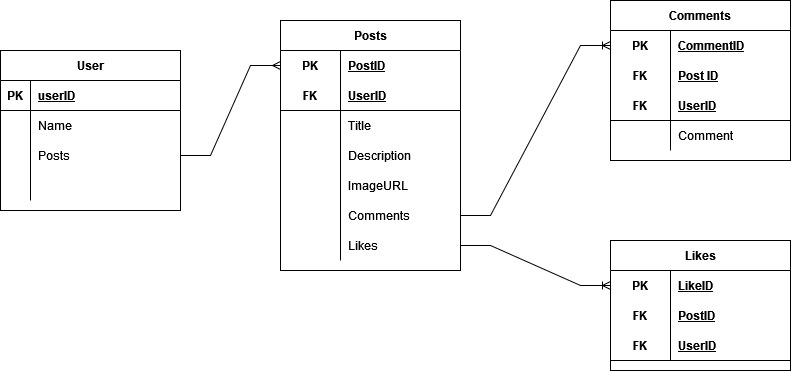 User
PK userID
Name
Posts
Posts
PK PostID
FK UserID
Title
Description
ImageURL
Comments
Likes
Comments
PK CommentID
FK Post ID
FK UserID
Comment
Likes
PK LikeID
FK PostID
FK UserID